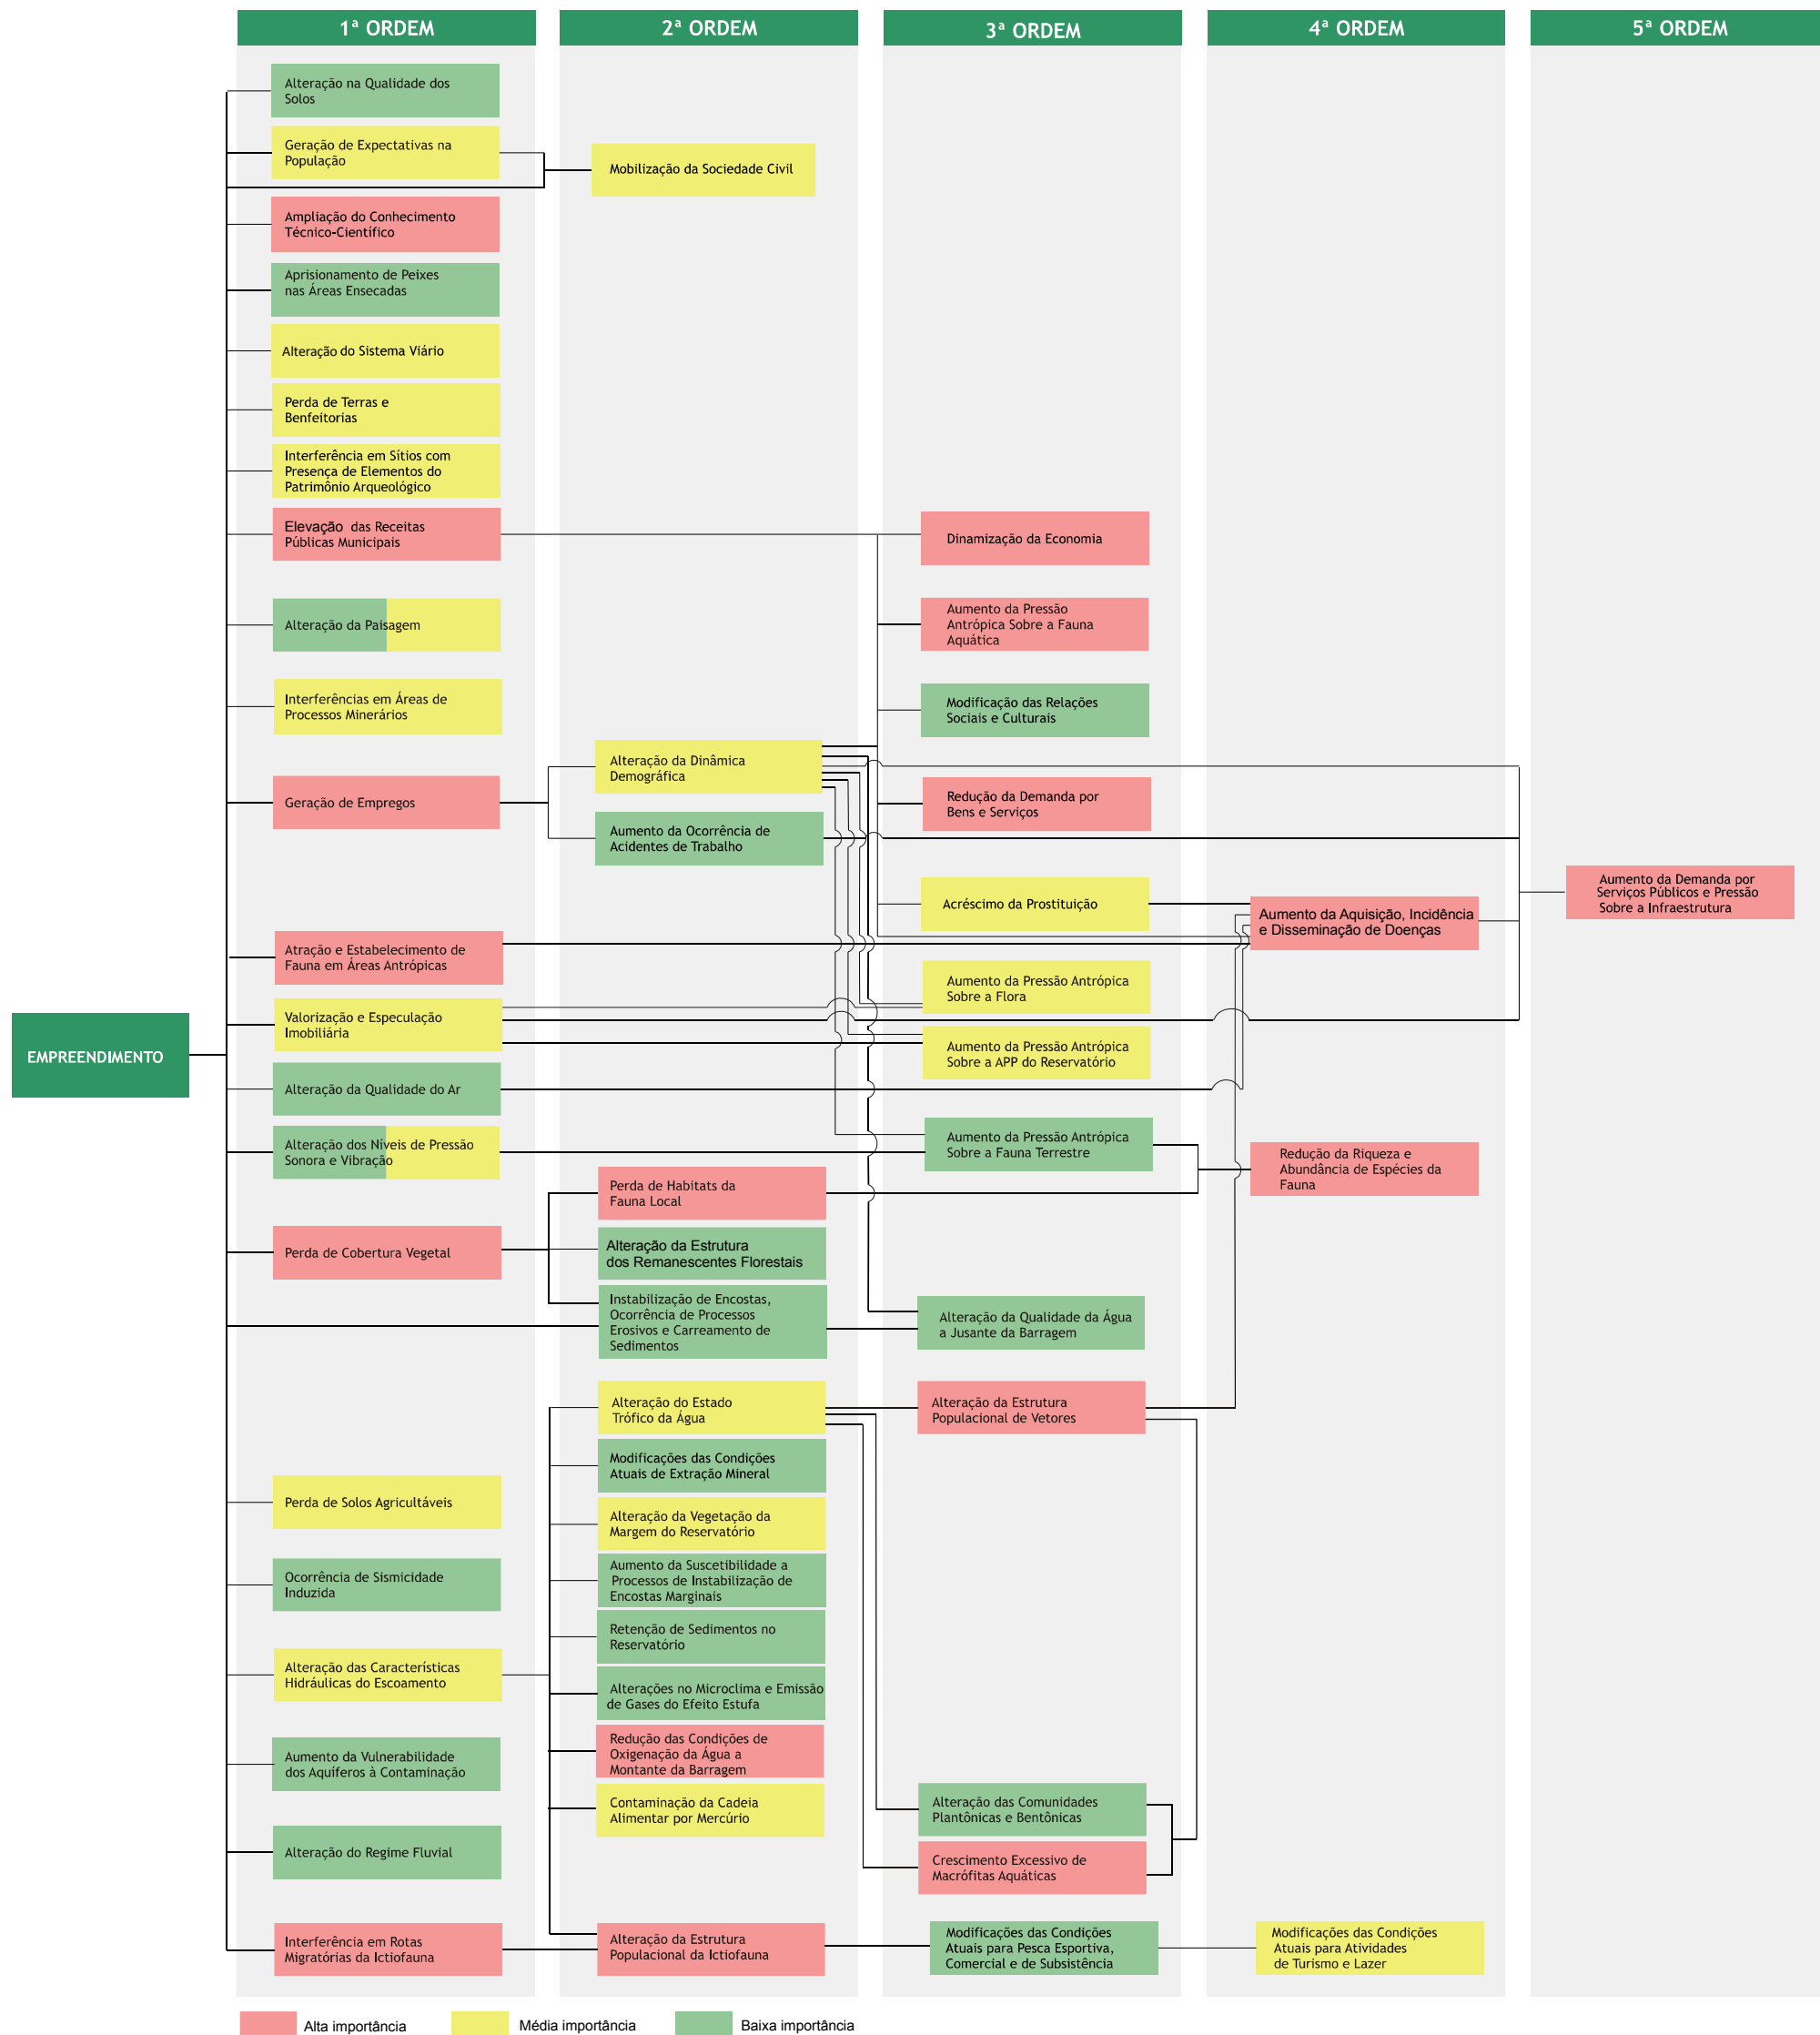 1ª ORDEM
2ª ORDEM
3ª ORDEM
4ª ORDEM
5ª ORDEM
EMPREENDIMENTO
Alteração na Qualidade dos
Solos
Geração de Expectativas na
População
Ampliação do Conhecimento
Técnico-Científico
Aprisionamento de Peixes
nas Áreas Ensecadas
Alteração do Sistema Viário
Perda de Terras e
Benfeitorias
Interferência em Sítios com
Presença de Elementos do
Patrimônio Arqueológico
Elevação das Receitas
Públicas Municipais
Alteração da Paisagem
Interferências em Áreas de
Processos Minerários
Geração de Empregos
Atração e Estabelecimento de
Fauna em Áreas Antrópicas
Valorização e Especulação
Imobiliária
Alteração da Qualidade do Ar
Alteração dos Níveis de Pressão
Sonora e Vibração
Perda de Cobertura Vegetal
Perda de Solos Agricultáveis
Ocorrência de Sismicidade
Induzida
Alteração das Características
Hidráulicas do Escoamento
Aumento da Vulnerabilidade
dos Aquíferos à Contaminação
Alteração do Regime Fluvial
Interferência em Rotas
Migratórias da Ictiofauna
Mobilização da Sociedade Civil
Alteração da Dinâmica
Demográfica
Aumento da Ocorrência de
Acidentes de Trabalho
Perda de Habitats da
Fauna Local
Alteração da Estrutura
dos Remanescentes Florestais
Instabilização de Encostas,
Ocorrência de Processos
Erosivos e Carreamento de
Sedimentos
Alteração do Estado
Trófico da Água
Modificações das Condições
Atuais de Extração Mineral
Alteração da Vegetação da
Margem do Reservatório
Aumento da Suscetibilidade a
Processos de Instabilização de
Encostas Marginais
Retenção de Sedimentos no
Reservatório
Alterações no Microclima e Emissão
de Gases do Efeito Estufa
Redução das Condições de
Oxigenação da Água a
Montante da Barragem
Contaminação da Cadeia
Alimentar por Mercúrio
Alteração da Estrutura
Populacional da Ictiofauna
Dinamização da Economia
Aumento da Pressão
Antrópica Sobre a Fauna
Aquática
Modificação das Relações
Sociais e Culturais
Redução da Demanda por
Bens e Serviços
Acréscimo da Prostituição
Aumento da Pressão Antrópica
Sobre a Flora
Aumento da Pressão Antrópica
Sobre a APP do Reservatório
Aumento da Pressão Antrópica
Sobre a Fauna Terrestre
Alteração da Qualidade da Água
a Jusante da Barragem
Alteração da Estrutura
Populacional de Vetores
Alteração das Comunidades
Plantônicas e Bentônicas
Crescimento Excessivo de
Macrófitas Aquáticas
Modificações das Condições
Atuais para Pesca Esportiva,
Comercial e de Subsistência
Aumento da Aquisição, Incidência
e Disseminação de Doenças
Redução da Riqueza e
Abundância de Espécies da
Fauna
Modificações das Condições
Atuais para Atividades
de Turismo e Lazer
Aumento da Demanda por
Serviços Públicos e Pressão
Sobre a Infraestrutura
Alta importância
Média importância
Baixa importância